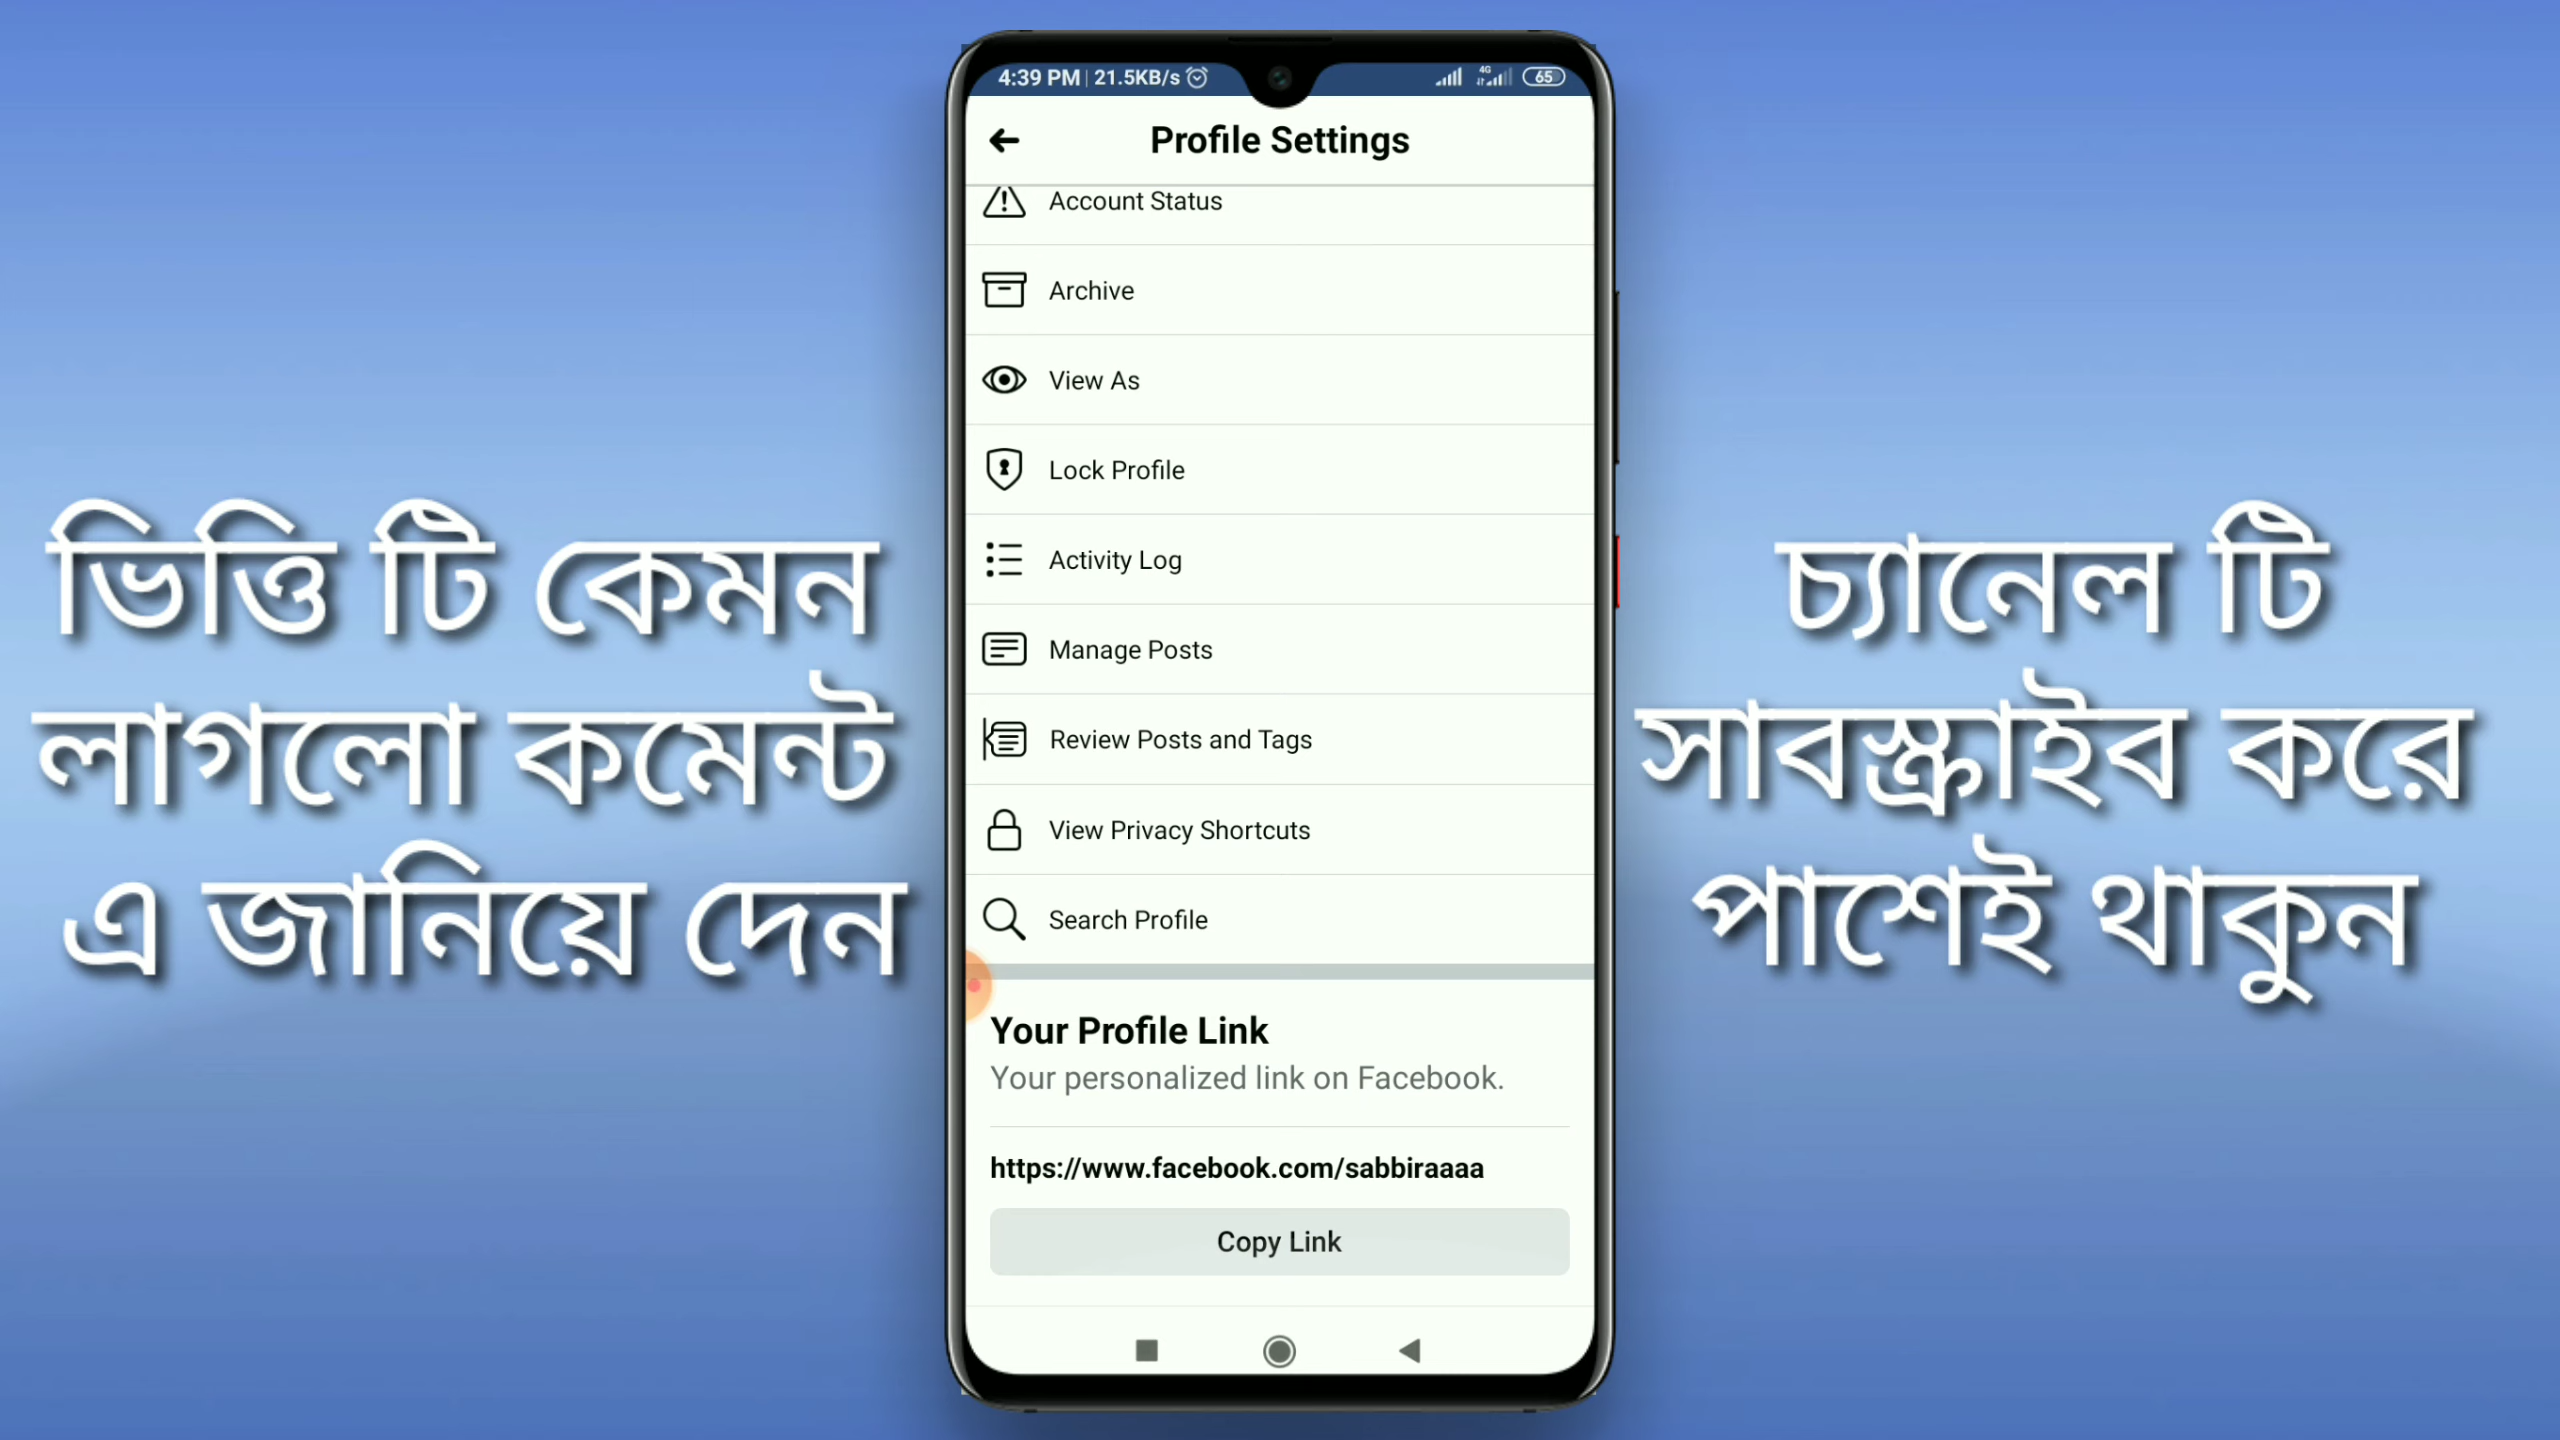 ভিত্তি টি কেমন
লাগলো কমেন্ট
এ জানিয়ে দেন
4:39 PM | 21.5KB/s 4G 65
Profile Settings
Account Status
Archive
View As
Lock Profile
Activity Log
Manage Posts
Review Posts and Tags
View Privacy Shortcuts
Search Profile
Your Profile Link
Your personalized link on Facebook.
https://www.facebook.com/sabbiraaaa
Copy Link
চ্যানেল টি
সাবস্ক্রাইব করে
পাশেই থাকুন